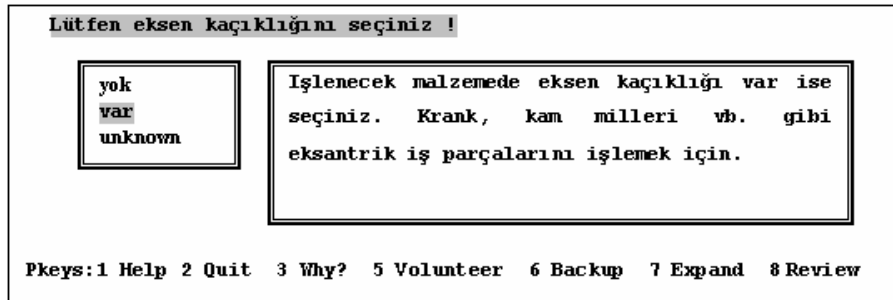 Lütfen eksen kaçıklığını seçiniz !
yok
var
unknown
Işlenecek malzemede eksen kaçıklığı var ise
seçiniz. Krank, kam milleri vb. gibi
eksantrik iş parçalarını işlemek için.
Pkeys:1 Help 2 Quit 3 Why? 5 Volunteer 6 Backup 7 Expand 8 Review